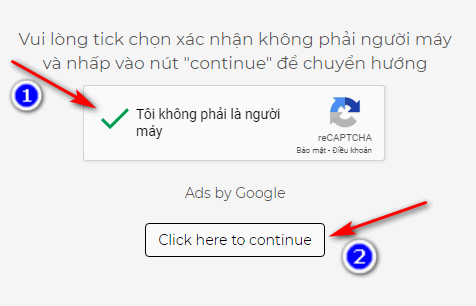 Vui lòng tick chọn xác nhận không phải người máy
và nhấp vào nút "continue" để chuyển hướng
1
Tôi không phải là người
máy
reCAPTCHA
Bảo mật - Điều khoản
Ads by Google
Click here to continue
2